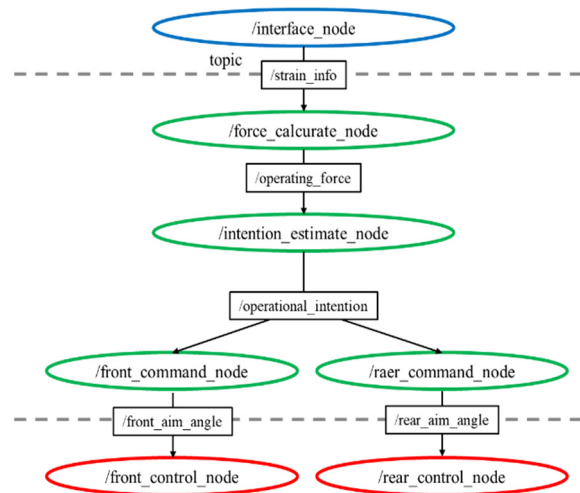 /interface_node
topic
/strain_info
/force_calcurate_node
/operating_force
/intention_estimate_node
/operational_intention
/front_command_node
/raer_command_node
/front_aim_angle
/rear_aim_angle
/front_control_node
/rear_control_node